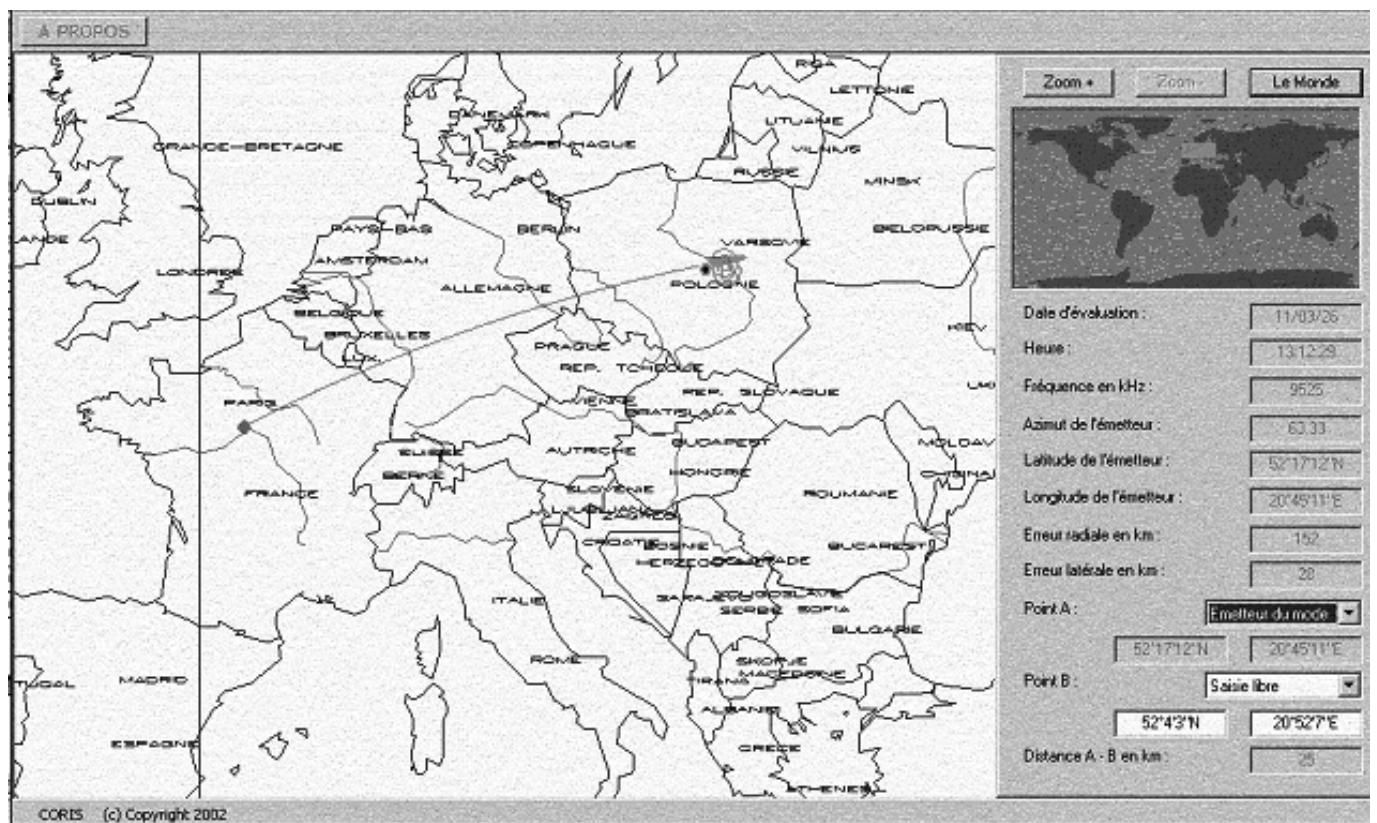 A PROPOS
RIGA
LETTONIE
LITUANIE
VILNIUS
RUSSIE
MINSK
BELORUSSIE
DANEMARK
COPENHAGUE
GRANDE-BRETAGNE
DUBLIN
ANDE
LONDRES
PAYS-BAS
AMSTERDAM
BERLIN
VARSOVIE
POLOGNE
ALLEMAGNE
BELGIQUE
BRUXELLES
LUX.
KIEV
PRAGUE
REP. TCHEQUE
REP. SLOVAQUE
PARIS
VIENNE
BRATISLAVA
AUTRICHE
BUDAPEST
HONGRIE
MOLDAV
CHISINA
SUISSE
BERNE
FRANCE
SLOVENIE
LJUBLJANA
ZAGREB
CROATIE
BOSNIE
HERZEGO
ROUMANIE
BUCAREST
ITALIE
SARAJEVO
YOUGOSLAVIE
SERBIE
SOFIA
BULGARIE
ROME
SKOPJE
MACEDOINE
TIRANA
ALBANIE
TUGAL
MADRID
ESPAGNE
GRECE
ATHENES
Zoom + Zoom - Le Monde
Date d'évaluation : 11/03/26
Heure : 13:12:29
Fréquence en kHz : 9525
Azimut de l'émetteur : 63.33
Latitude de l'émetteur : 52°17'12"N
Longitude de l'émetteur : 20°45'11"E
Erreur radiale en km : 152
Erreur latérale en km : 28
Point A : Emetteur du mode
52°17'12"N 20°45'11"E
Point B : Saisie libre
52°4'3"N 20°52'7"E
Distance A - B en km : 25
CORIS (c) Copyright 2002